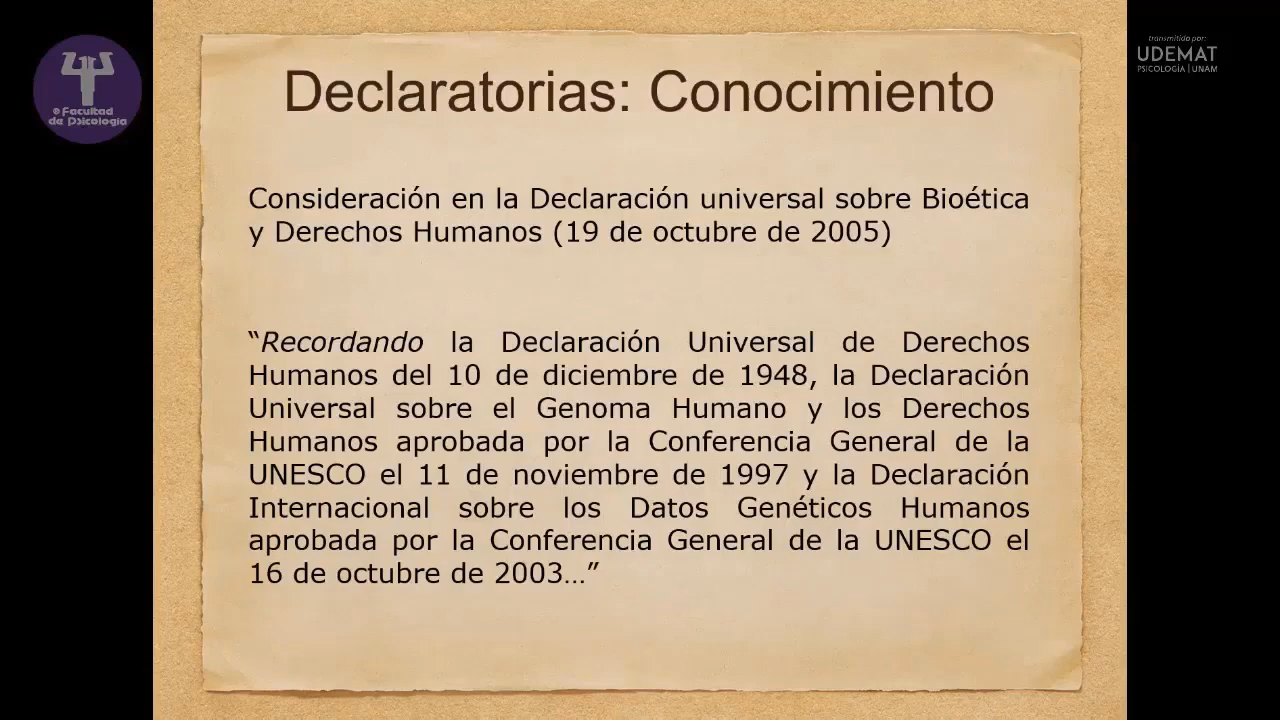 © Facultad
de Psicología
transmitido por:
UDEMAT
PSICOLOGÍA | UNAM
Declaratorias: Conocimiento
Consideración en la Declaración universal sobre Bioética
y Derechos Humanos (19 de octubre de 2005)
“Recordando la Declaración Universal de Derechos
Humanos del 10 de diciembre de 1948, la Declaración
Universal sobre el Genoma Humano y los Derechos
Humanos aprobada por la Conferencia General de la
UNESCO el 11 de noviembre de 1997 y la Declaración
Internacional sobre los Datos Genéticos Humanos
aprobada por la Conferencia General de la UNESCO el
16 de octubre de 2003…”